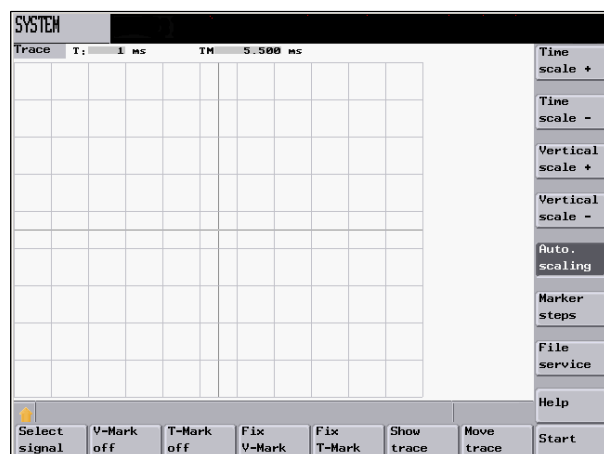 SYSTEM
Trace T: 1 ms TM 5.500 ms
Time
scale +
Time
scale -
Vertical
scale +
Vertical
scale -
Auto.
scaling
Marker
steps
File
service
Help
Start
Select
signal
V-Mark
off
T-Mark
off
Fix
V-Mark
Fix
T-Mark
Show
trace
Move
trace